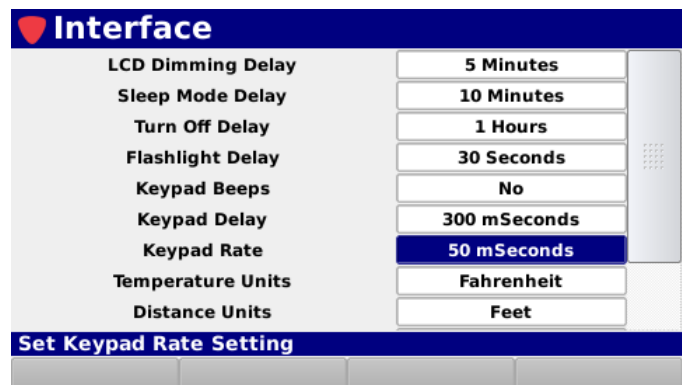 Interface
LCD Dimming Delay 5 Minutes
Sleep Mode Delay 10 Minutes
Turn Off Delay 1 Hours
Flashlight Delay 30 Seconds
Keypad Beeps No
Keypad Delay 300 mSeconds
Keypad Rate 50 mSeconds
Temperature Units Fahrenheit
Distance Units Feet
Set Keypad Rate Setting